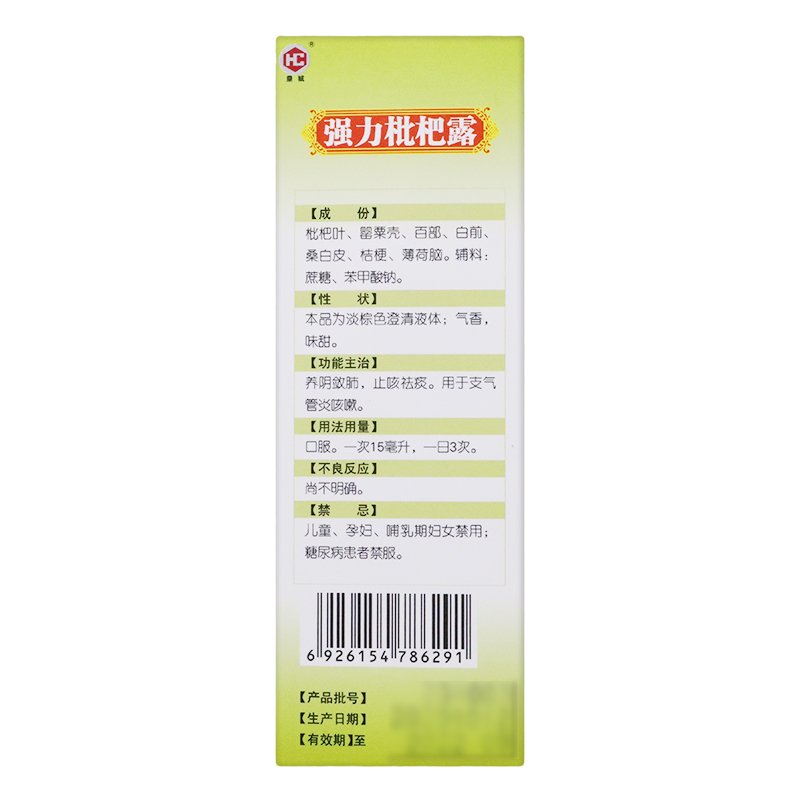 HC
®
皇城
强力枇杷露
【成　份】
枇杷叶、罂粟壳、百部、白前、
桑白皮、桔梗、薄荷脑。辅料：
蔗糖、苯甲酸钠。
【性　状】
本品为淡棕色澄清液体；气香，
味甜。
【功能主治】
养阴敛肺，止咳祛痰。用于支气
管炎咳嗽。
【用法用量】
口服。一次15毫升，一日3次。
【不良反应】
尚不明确。
【禁　忌】
儿童、孕妇、哺乳期妇女禁用；
糖尿病患者禁服。
6 926154 786291
【产品批号】
【生产日期】
【有效期】至